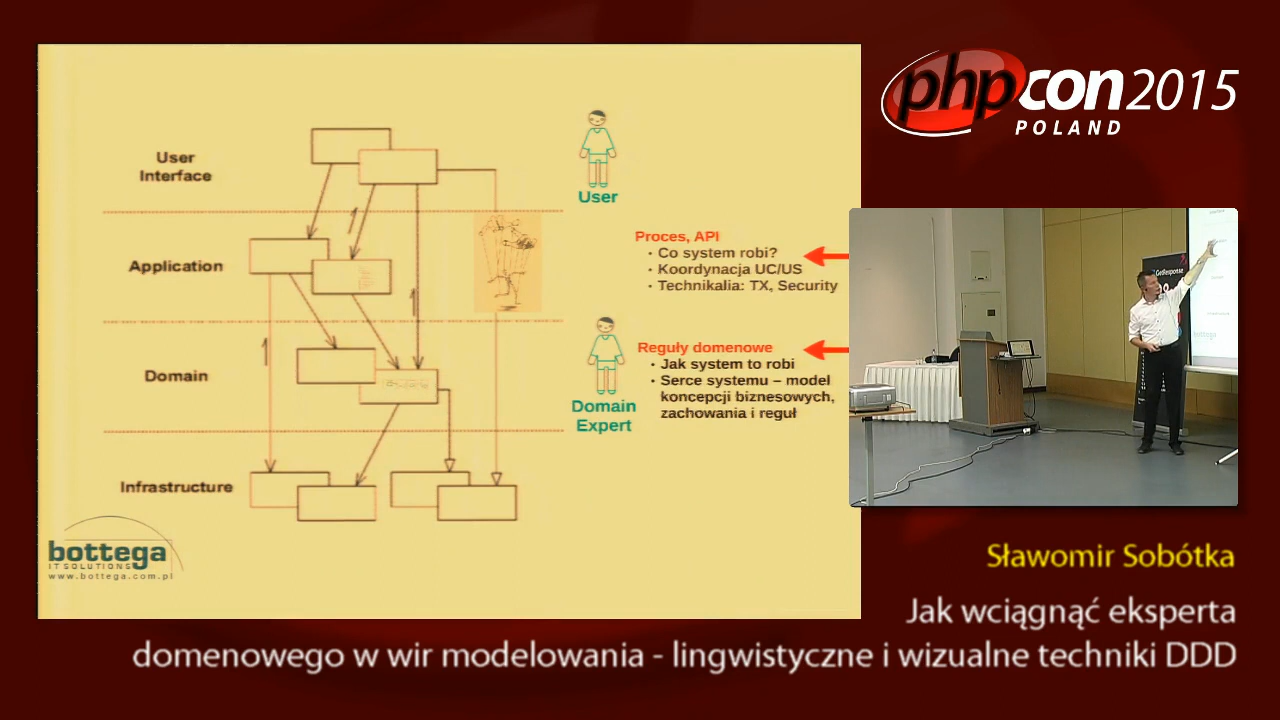 User
Interface
Application
Domain
Infrastructure
User
Proces, API
• Co system robi?
• Koordynacja UC/US
• Technikalia: TX, Security
Domain
Expert
Reguły domenowe
• Jak system to robi
• Serce systemu – model
koncepcji biznesowych,
zachowania i reguł
bottega
IT SOLUTIONS
www.bottega.com.pl
phpcon2015
POLAND
GetResponse
bottega
Sławomir Sobótka
Jak wciągnąć eksperta
domenowego w wir modelowania - lingwistyczne i wizualne techniki DDD